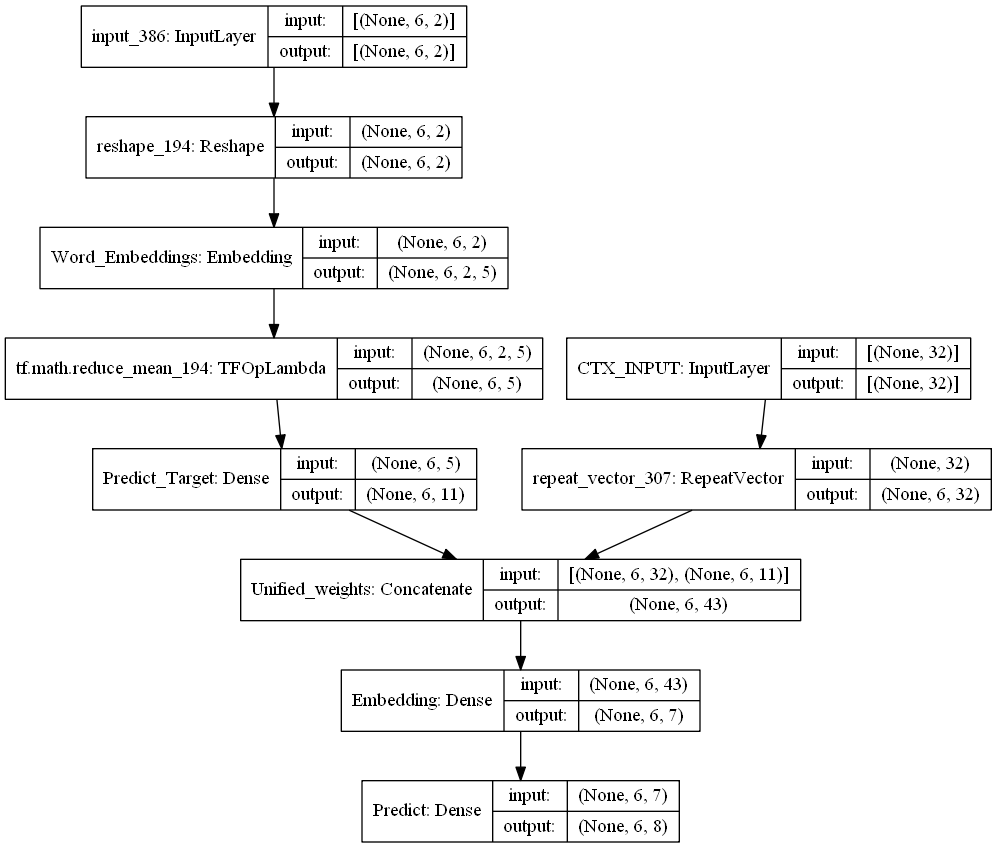 input_386: InputLayer
input: [(None, 6, 2)]
output: [(None, 6, 2)]
reshape_194: Reshape
input: (None, 6, 2)
output: (None, 6, 2)
Word_Embeddings: Embedding
input: (None, 6, 2)
output: (None, 6, 2, 5)
tf.math.reduce_mean_194: TFOpLambda
input: (None, 6, 2, 5)
output: (None, 6, 5)
CTX_INPUT: InputLayer
input: [(None, 32)]
output: [(None, 32)]
Predict_Target: Dense
input: (None, 6, 5)
output: (None, 6, 11)
repeat_vector_307: RepeatVector
input: (None, 32)
output: (None, 6, 32)
Unified_weights: Concatenate
input: [(None, 6, 32), (None, 6, 11)]
output: (None, 6, 43)
Embedding: Dense
input: (None, 6, 43)
output: (None, 6, 7)
Predict: Dense
input: (None, 6, 7)
output: (None, 6, 8)